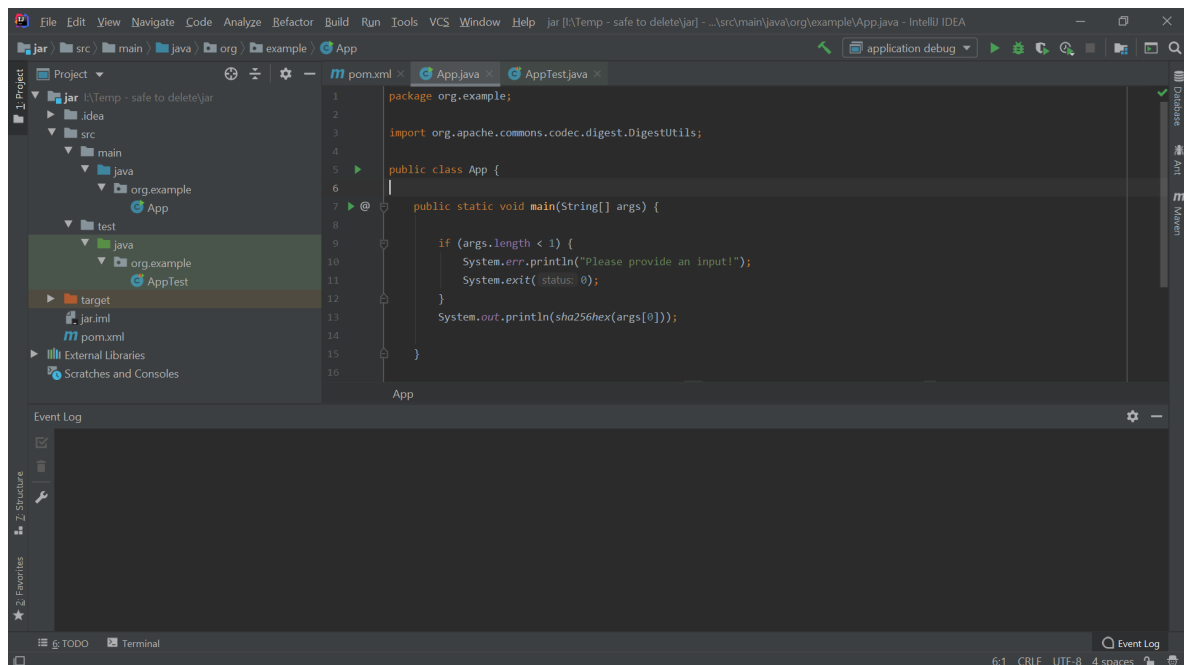 File Edit View Navigate Code Analyze Refactor Build Run Tools VCS Window Help jar [I:\Temp - safe to delete\jar] - ...\src\main\java\org\example\App.java - IntelliJ IDEA
jar src main java org example App application debug
1: Project
Project
jar I:\Temp - safe to delete\jar
.idea
src
main
java
org.example
App
test
java
org.example
AppTest
target
jar.iml
pom.xml
External Libraries
Scratches and Consoles
pom.xml App.java AppTest.java
1 package org.example;
2
3 import org.apache.commons.codec.digest.DigestUtils;
4
5 public class App {
6
7 @ public static void main(String[] args) {
8
9 if (args.length < 1) {
10 System.err.println("Please provide an input!");
11 System.exit( status: 0);
12 }
13 System.out.println(sha256hex(args[0]));
14
15 }
16
App
Database
Ant
Maven
Event Log
7: Structure
2: Favorites
6: TODO Terminal Event Log
6:1 CRLF UTF-8 4 spaces